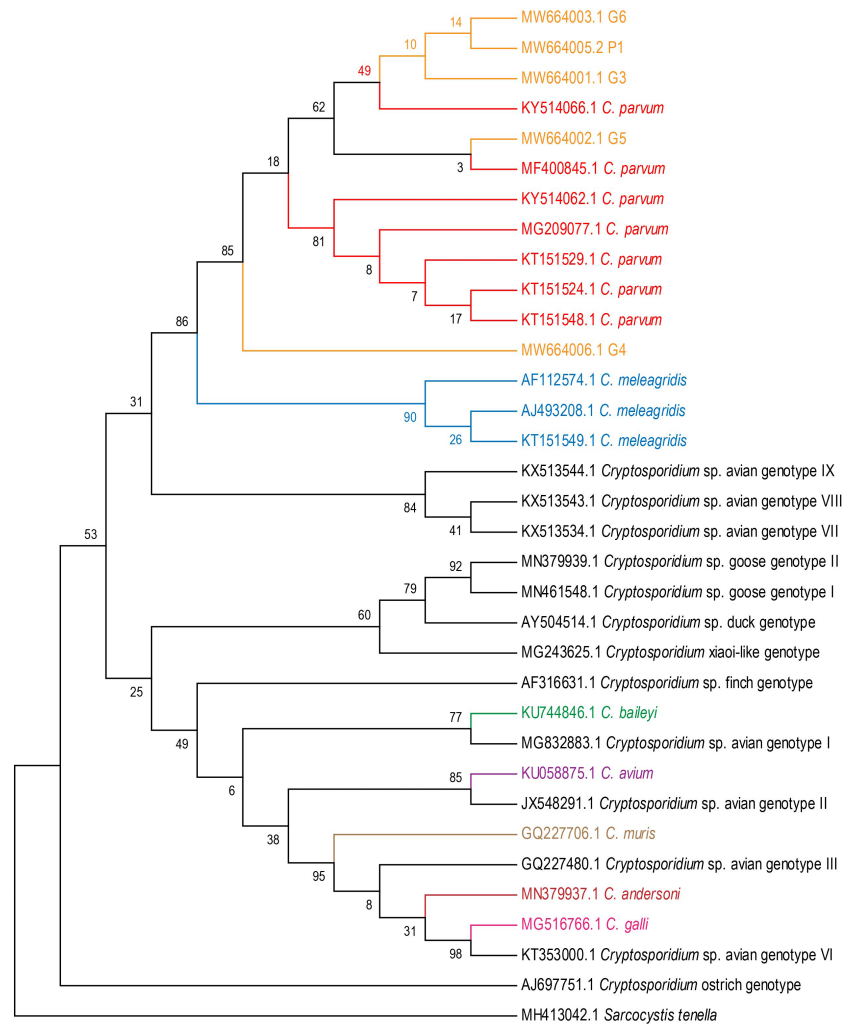 MW664003.1 G6
14
MW664005.2 P1
10
MW664001.1 G3
49
KY514066.1 C. parvum
62
MW664002.1 G5
3
MF400845.1 C. parvum
18
KY514062.1 C. parvum
81
MG209077.1 C. parvum
8
KT151529.1 C. parvum
7
KT151524.1 C. parvum
17
KT151548.1 C. parvum
85
MW664006.1 G4
86
AF112574.1 C. meleagridis
90
AJ493208.1 C. meleagridis
26
KT151549.1 C. meleagridis
31
KX513544.1 Cryptosporidium sp. avian genotype IX
84
KX513543.1 Cryptosporidium sp. avian genotype VIII
41
KX513534.1 Cryptosporidium sp. avian genotype VII
53
MN379939.1 Cryptosporidium sp. goose genotype II
92
MN461548.1 Cryptosporidium sp. goose genotype I
79
AY504514.1 Cryptosporidium sp. duck genotype
60
MG243625.1 Cryptosporidium xiaoi-like genotype
25
AF316631.1 Cryptosporidium sp. finch genotype
49
KU744846.1 C. baileyi
77
MG832883.1 Cryptosporidium sp. avian genotype I
6
KU058875.1 C. avium
85
JX548291.1 Cryptosporidium sp. avian genotype II
38
GQ227706.1 C. muris
95
GQ227480.1 Cryptosporidium sp. avian genotype III
8
MN379937.1 C. andersoni
31
MG516766.1 C. galli
98
KT353000.1 Cryptosporidium sp. avian genotype VI
AJ697751.1 Cryptosporidium ostrich genotype
MH413042.1 Sarcocystis tenella